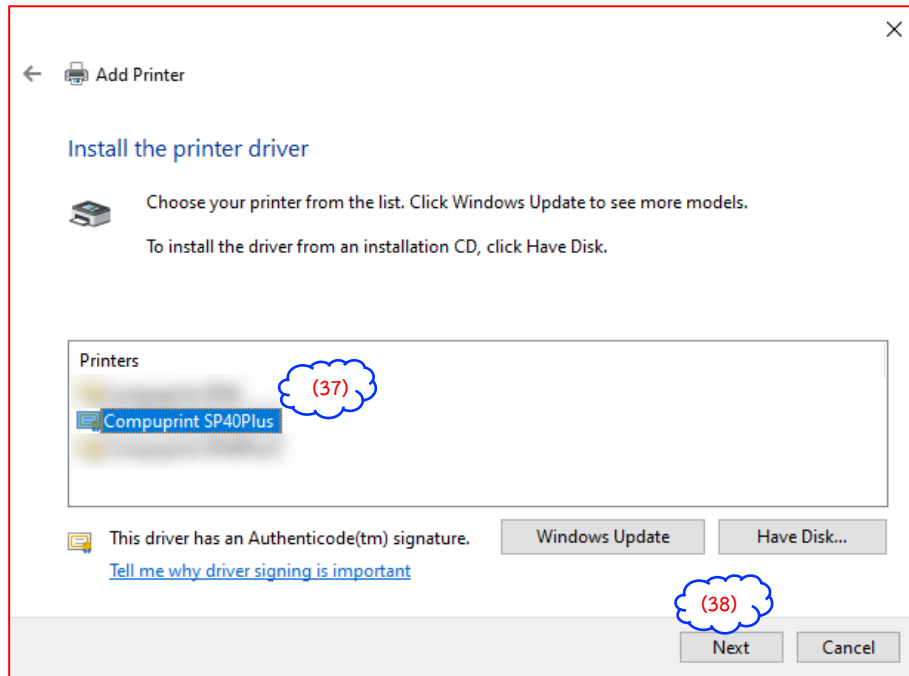 Add Printer
Install the printer driver
Choose your printer from the list. Click Windows Update to see more models.
To install the driver from an installation CD, click Have Disk.
Printers
(37)
Compuprint SP40Plus
This driver has an Authenticode(tm) signature.
Windows Update
Have Disk...
Tell me why driver signing is important
(38)
Next
Cancel